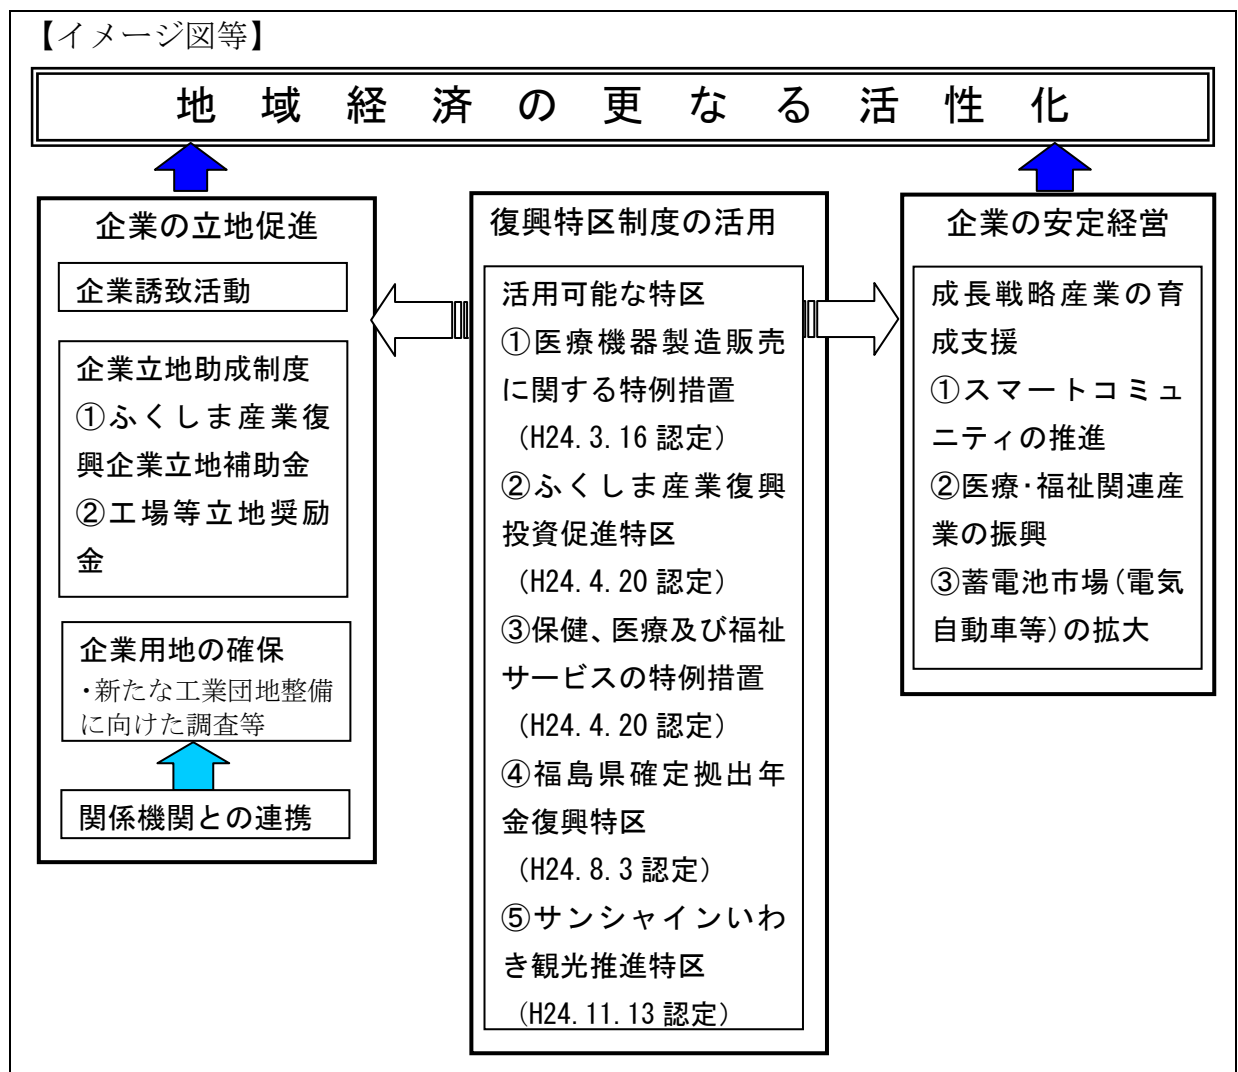 【イメージ図等】
地域経済の更なる活性化
企業の立地促進
企業誘致活動
企業立地助成制度
①ふくしま産業復
興企業立地補助金
②工場等立地奨励
金
企業用地の確保
・新たな工業団地整備
に向けた調査等
関係機関との連携
復興特区制度の活用
活用可能な特区
①医療機器製造販売
に関する特例措置
(H24.3.16 認定)
②ふくしま産業復興
投資促進特区
(H24.4.20 認定)
③保健、医療及び福祉
サービスの特例措置
(H24.4.20 認定)
④福島県確定拠出年
金復興特区
(H24.8.3 認定)
⑤サンシャインいわ
き観光推進特区
(H24.11.13 認定)
企業の安定経営
成長戦略産業の育
成支援
①スマートコミュ
ニティの推進
②医療・福祉関連産
業の振興
③蓄電池市場(電気
自動車等)の拡大